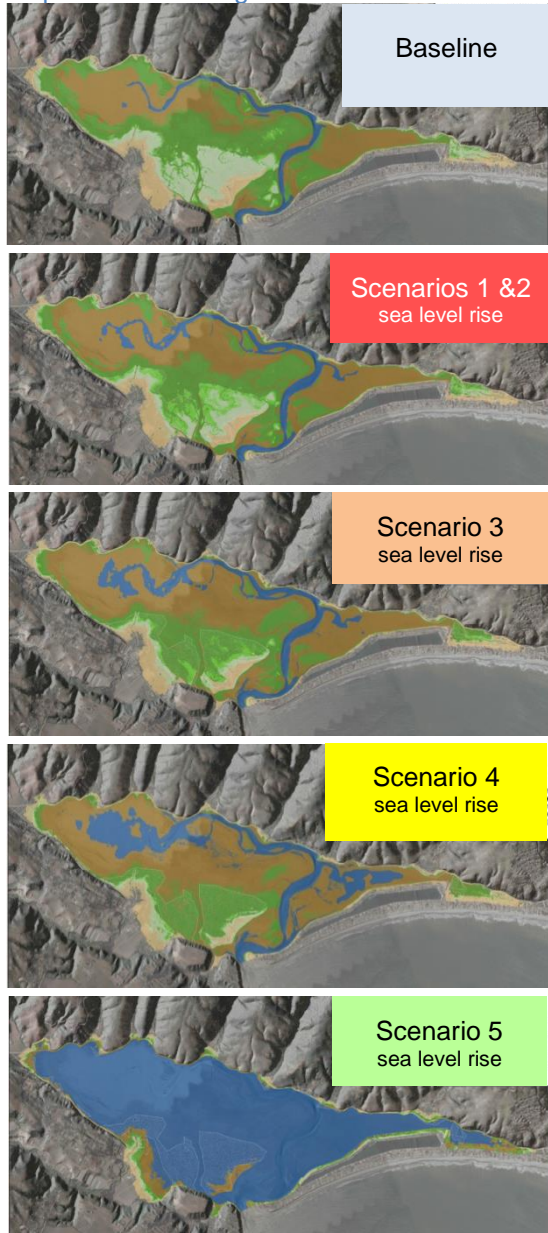 Baseline
Scenarios 1 &2
sea level rise
Scenario 3
sea level rise
Scenario 4
sea level rise
Scenario 5
sea level rise